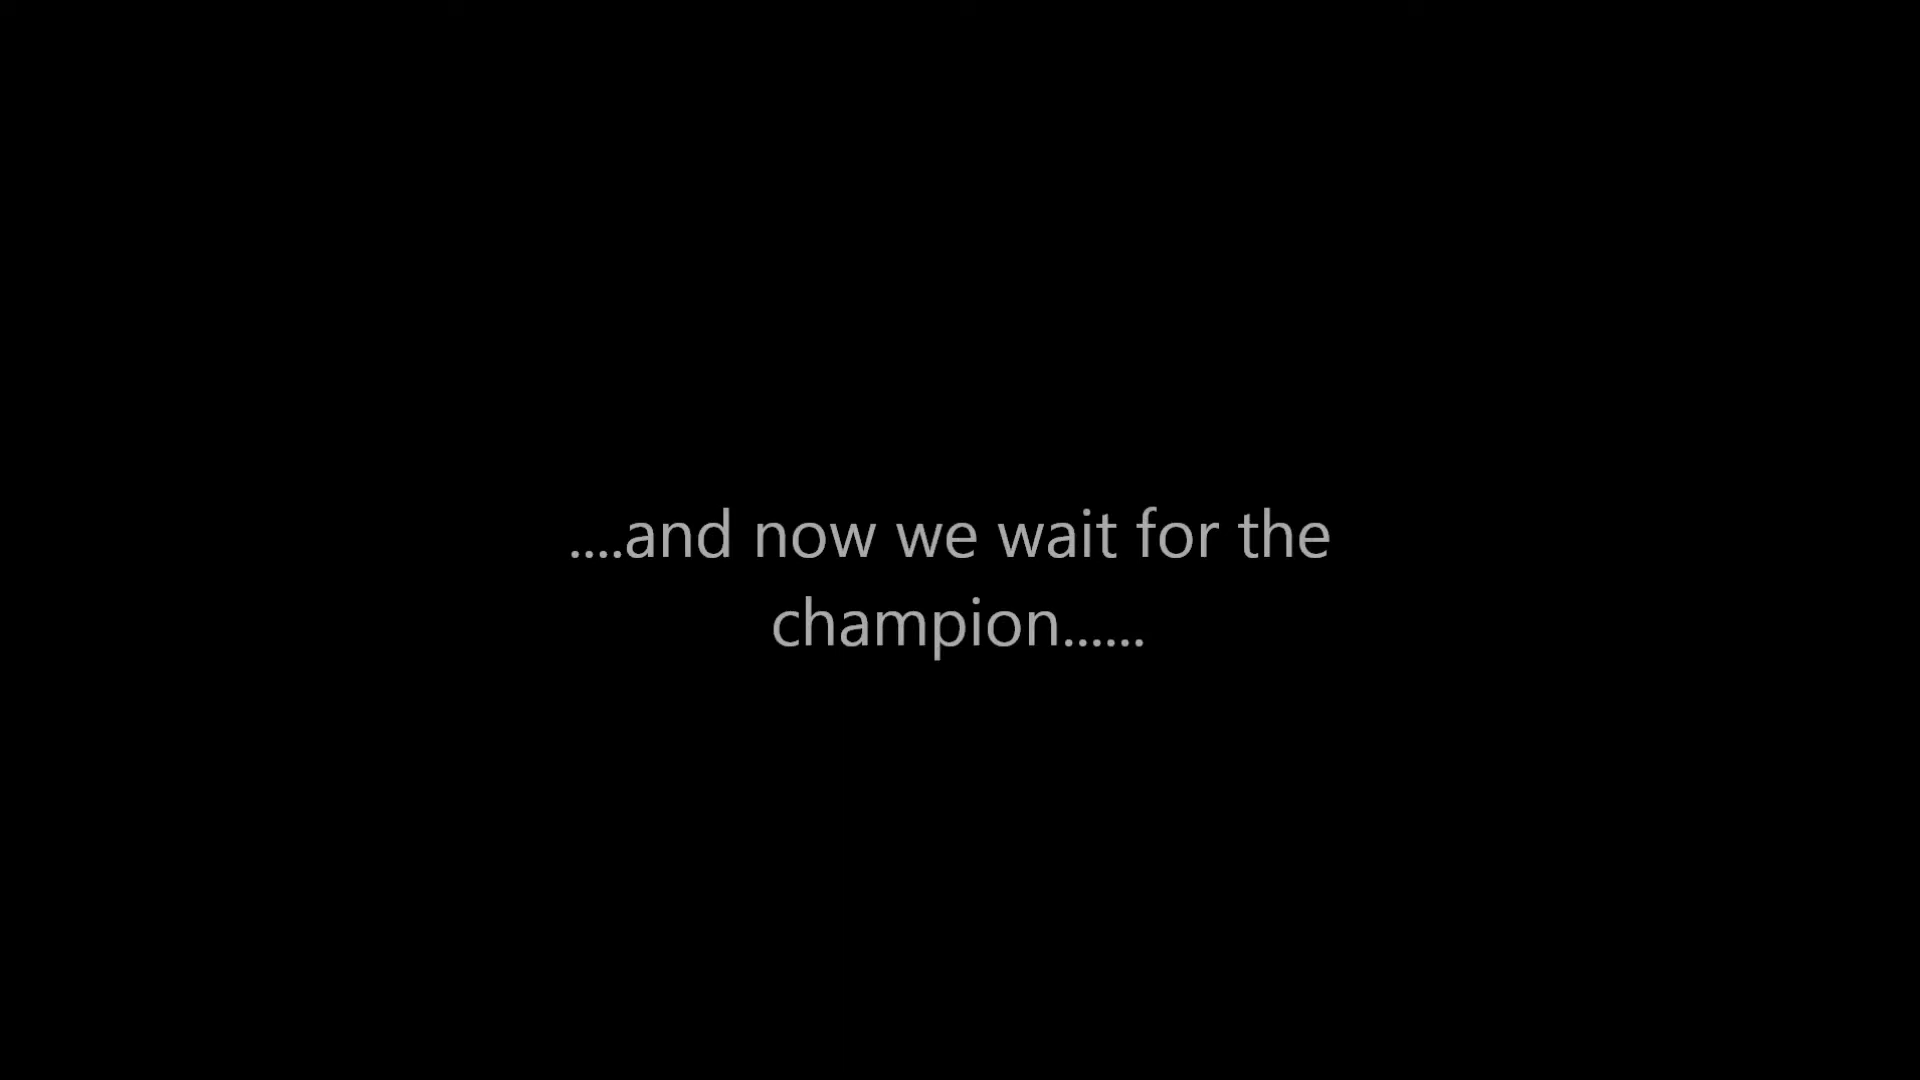 ....and now we wait for the
champion......